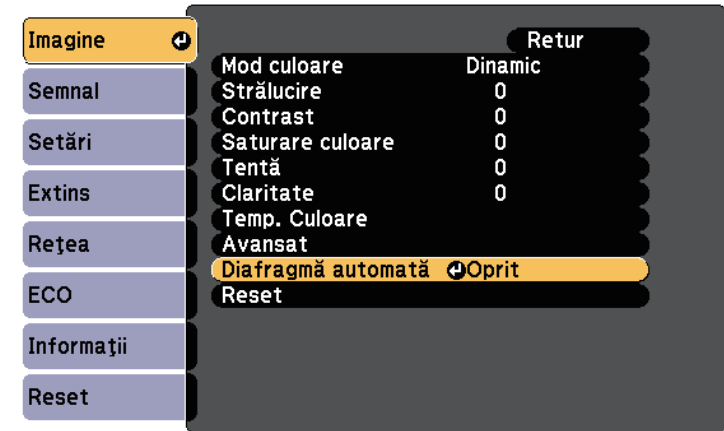 Imagine
Semnal
Setări
Extins
Reţea
ECO
Informaţii
Reset
Retur
Mod culoare Dinamic
Strălucire 0
Contrast 0
Saturare culoare 0
Tentă 0
Claritate 0
Temp. Culoare
Avansat
Diafragmă automată Oprit
Reset